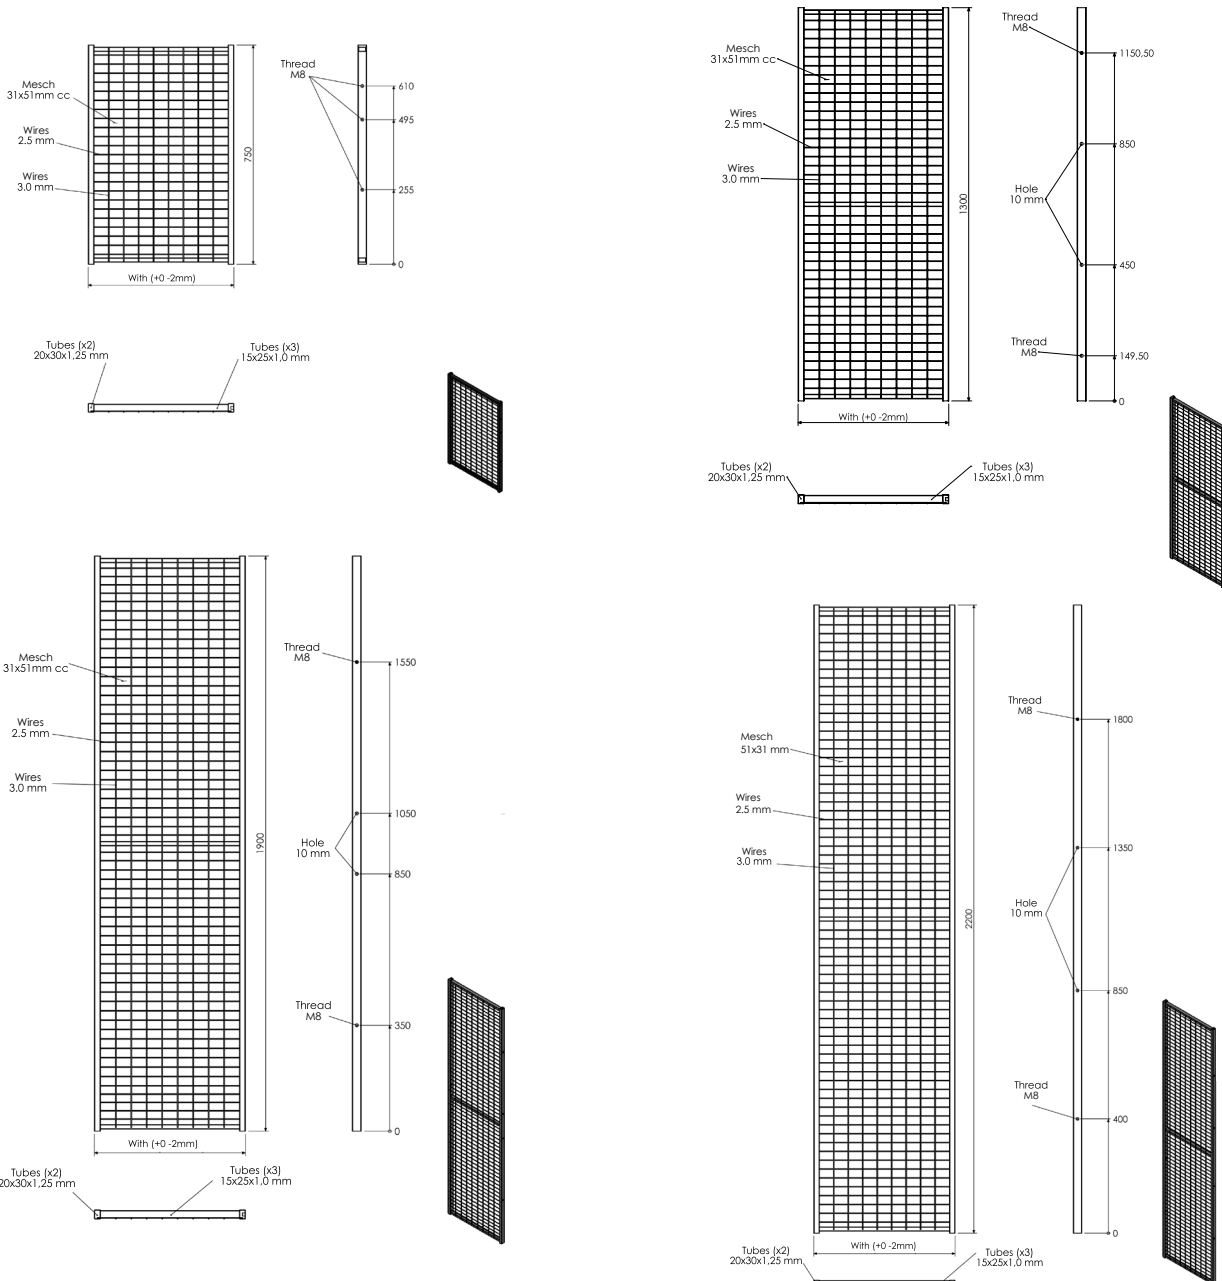 Mesch
31x51mm cc
Wires
2.5 mm
Wires
3.0 mm
750
With (+0 -2mm)
Thread
M8
610
495
255
0
Tubes (x2)
20x30x1,25 mm
Tubes (x3)
15x25x1,0 mm
Mesch
31x51mm cc
Wires
2.5 mm
Wires
3.0 mm
1300
With (+0 -2mm)
Thread
M8
1150,50
850
Hole
10 mm
450
Thread
M8
149,50
0
Tubes (x2)
20x30x1,25 mm
Tubes (x3)
15x25x1,0 mm
Mesch
31x51mm cc
Wires
2.5 mm
Wires
3.0 mm
1900
With (+0 -2mm)
Thread
M8
1550
1050
Hole
10 mm
850
Thread
M8
350
0
Tubes (x2)
20x30x1,25 mm
Tubes (x3)
15x25x1,0 mm
Mesch
51x31 mm
Wires
2.5 mm
Wires
3.0 mm
2200
With (+0 -2mm)
Thread
M8
1800
1350
Hole
10 mm
850
Thread
M8
400
0
Tubes (x2)
20x30x1,25 mm
Tubes (x3)
15x25x1,0 mm